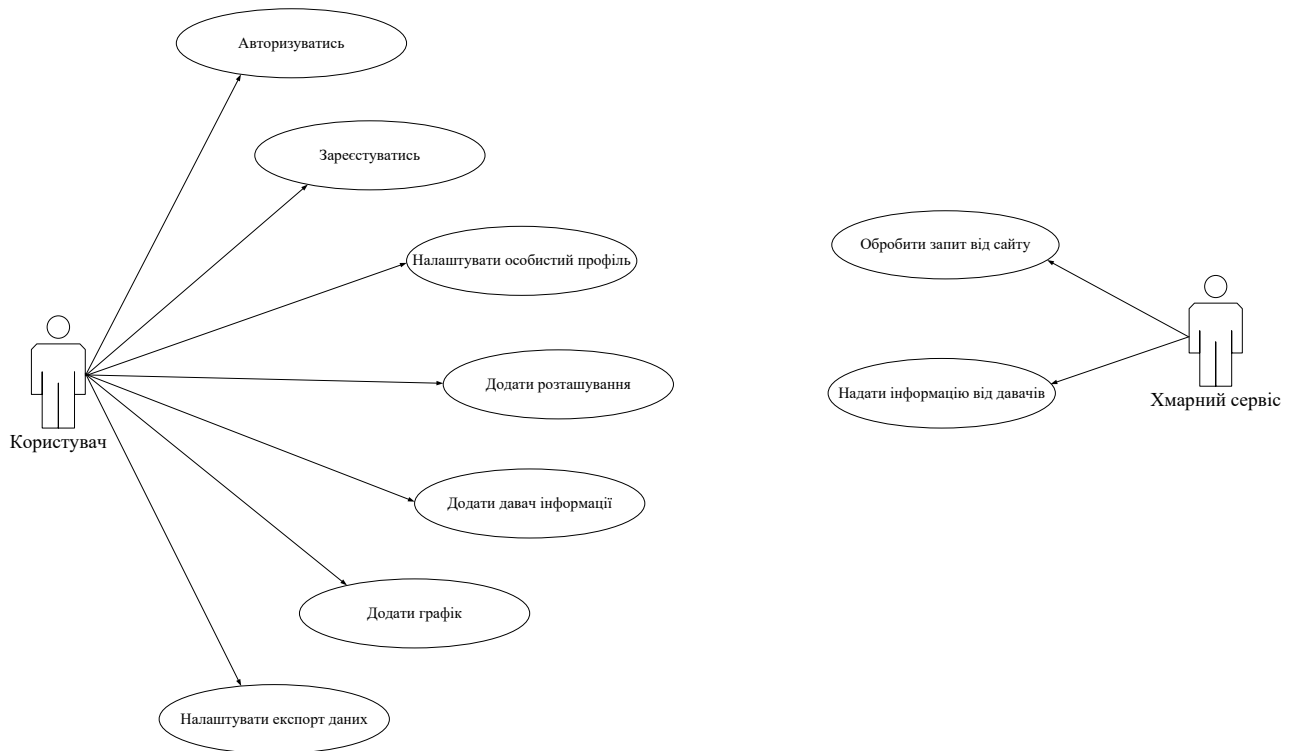 Авторизуватись
Зареєстуватись
Налаштувати особистий профіль
Додати розташування
Користувач
Додати давач інформації
Додати графік
Налаштувати експорт даних
Обробити запит від сайту
Надати інформацію від давачів
Хмарний сервіс